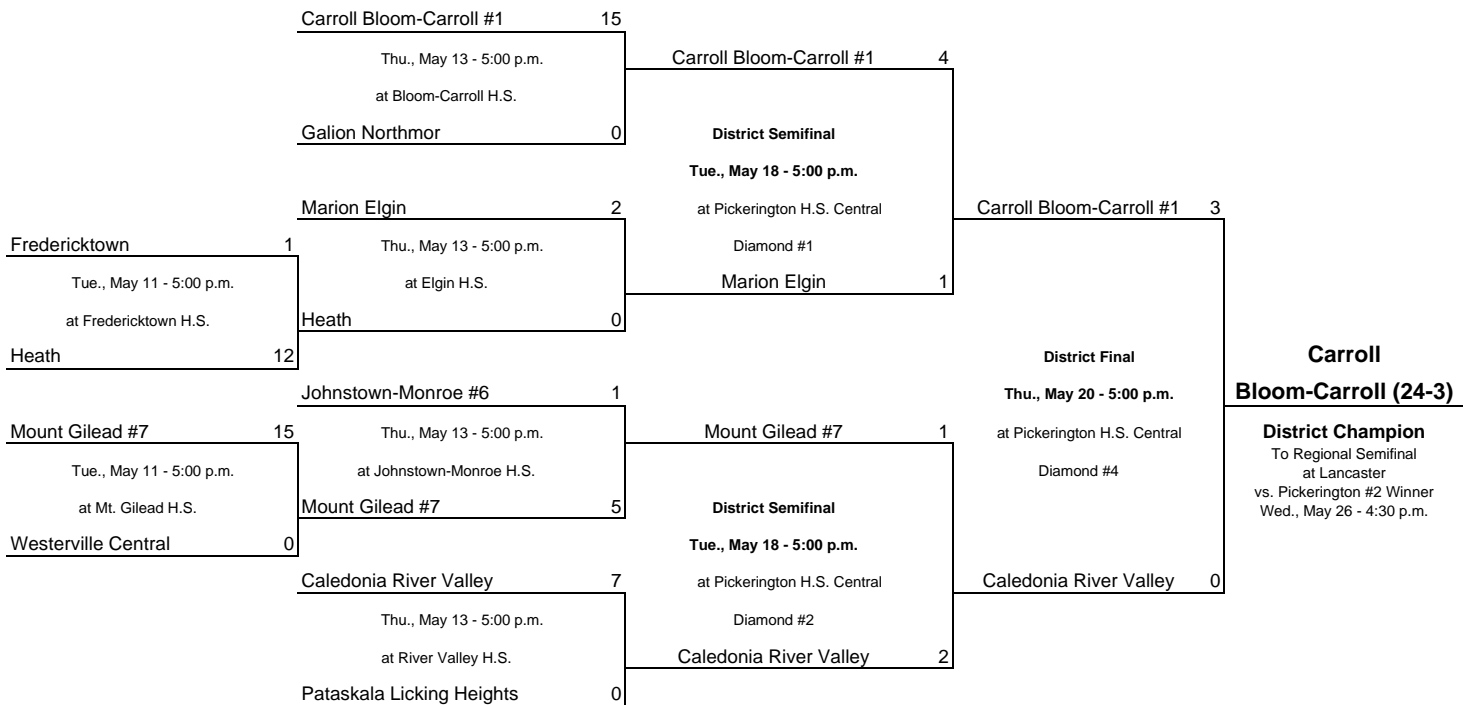 Carroll Bloom-Carroll #1 15
Thu., May 13 - 5:00 p.m.
at Bloom-Carroll H.S.
Galion Northmor 0
Marion Elgin 2
Thu., May 13 - 5:00 p.m.
at Elgin H.S.
Heath 0
Fredericktown 1
Tue., May 11 - 5:00 p.m.
at Fredericktown H.S.
Heath 12
Johnstown-Monroe #6 1
Thu., May 13 - 5:00 p.m.
at Johnstown-Monroe H.S.
Mount Gilead #7 5
Mount Gilead #7 15
Tue., May 11 - 5:00 p.m.
at Mt. Gilead H.S.
Westerville Central 0
Caledonia River Valley 7
Thu., May 13 - 5:00 p.m.
at River Valley H.S.
Pataskala Licking Heights 0
Carroll Bloom-Carroll #1 4
District Semifinal
Tue., May 18 - 5:00 p.m.
at Pickerington H.S. Central
Diamond #1
Marion Elgin 1
Mount Gilead #7 1
District Semifinal
Tue., May 18 - 5:00 p.m.
at Pickerington H.S. Central
Diamond #2
Caledonia River Valley 2
Carroll Bloom-Carroll #1 3
District Final
Thu., May 20 - 5:00 p.m.
at Pickerington H.S. Central
Diamond #4
Caledonia River Valley 0
Carroll
Bloom-Carroll (24-3)
District Champion
To Regional Semifinal
at Lancaster
vs. Pickerington #2 Winner
Wed., May 26 - 4:30 p.m.